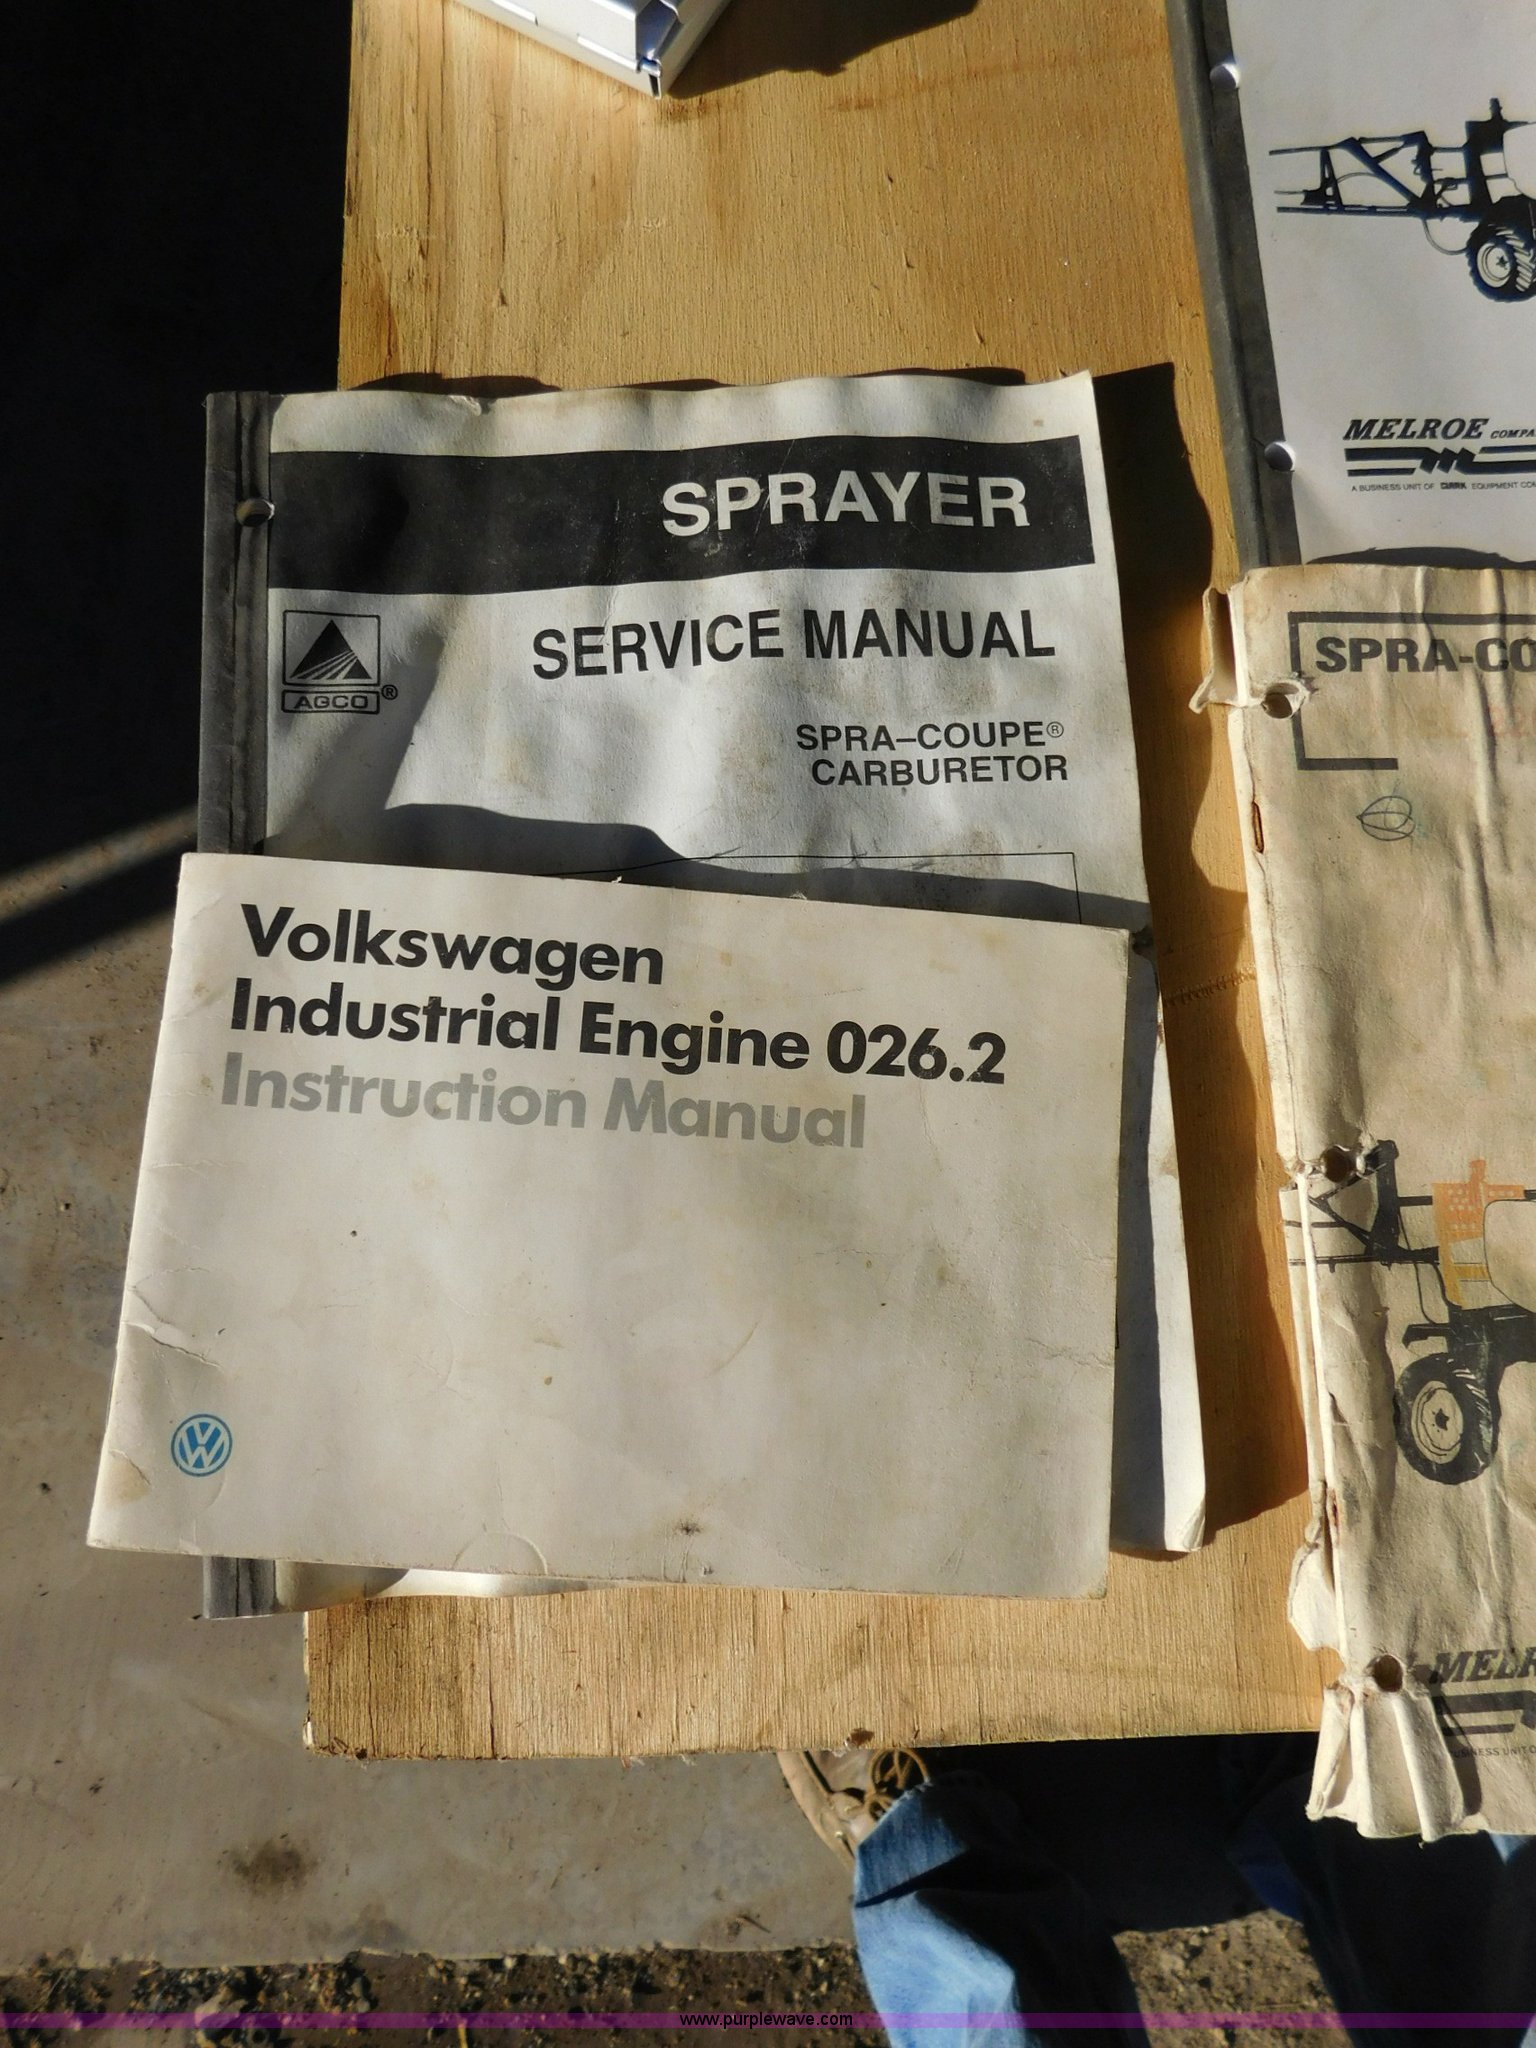 SPRAYER
AGCO®
SERVICE MANUAL
SPRA-COUPE®
CARBURETOR
Volkswagen
Industrial Engine 026.2
Instruction Manual
MELROE
A BUSINESS UNIT OF CLARK EQUIPMENT
SPRA-CO
www.purplewave.com